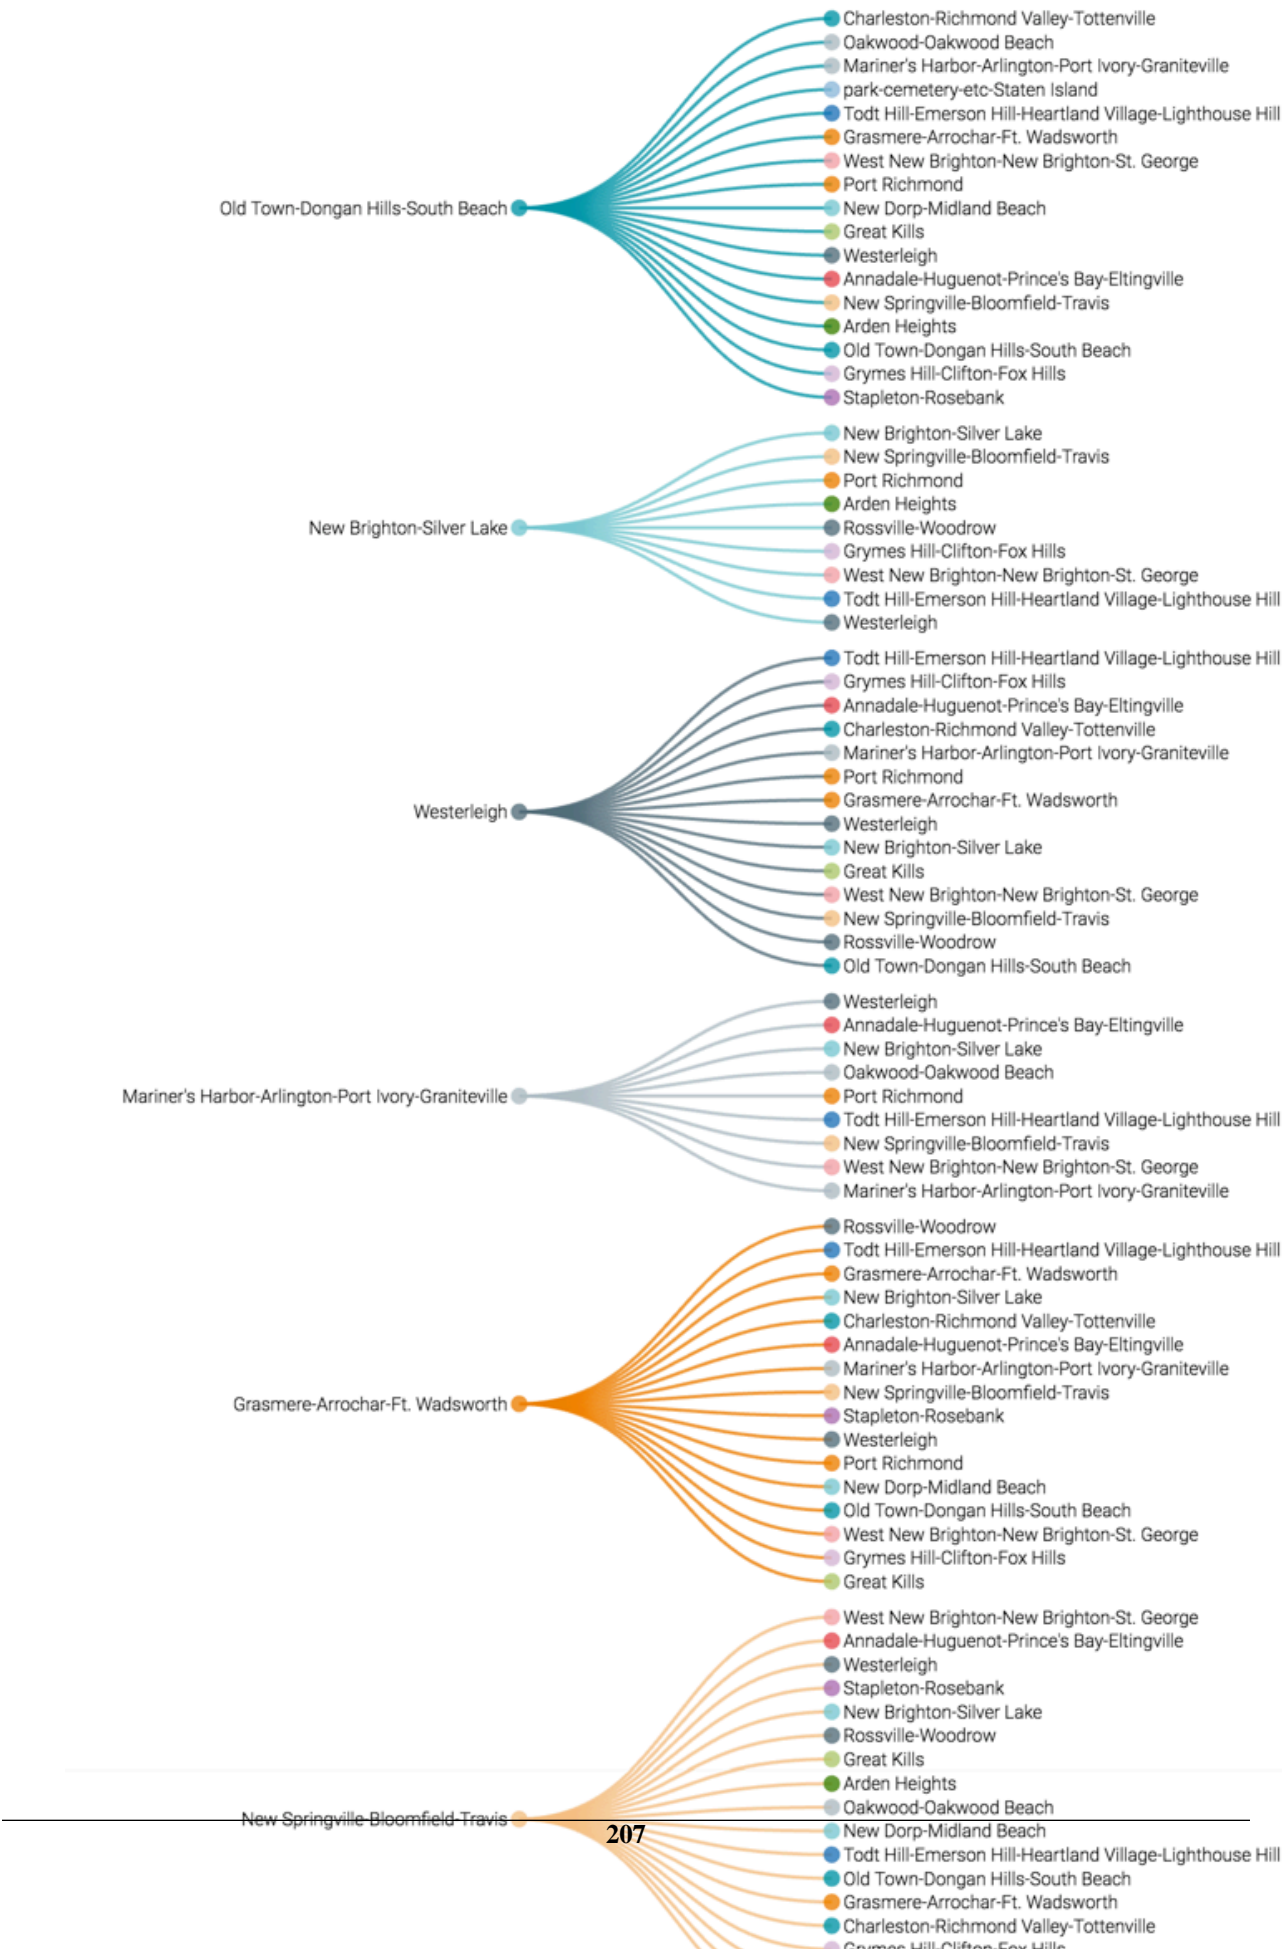 Charleston-Richmond Valley-Tottenville
Oakwood-Oakwood Beach
Mariner's Harbor-Arlington-Port Ivory-Graniteville
park-cemetery-etc-Staten Island
Todt Hill-Emerson Hill-Heartland Village-Lighthouse Hill
Grasmere-Arrochar-Ft. Wadsworth
West New Brighton-New Brighton-St. George
Port Richmond
Old Town-Dongan Hills-South Beach
New Dorp-Midland Beach
Great Kills
Westerleigh
Annadale-Huguenot-Prince's Bay-Eltingville
New Springville-Bloomfield-Travis
Arden Heights
Old Town-Dongan Hills-South Beach
Grymes Hill-Clifton-Fox Hills
Stapleton-Rosebank
New Brighton-Silver Lake
New Springville-Bloomfield-Travis
Port Richmond
Arden Heights
New Brighton-Silver Lake
Rossville-Woodrow
Grymes Hill-Clifton-Fox Hills
West New Brighton-New Brighton-St. George
Todt Hill-Emerson Hill-Heartland Village-Lighthouse Hill
Westerleigh
Todt Hill-Emerson Hill-Heartland Village-Lighthouse Hill
Grymes Hill-Clifton-Fox Hills
Annadale-Huguenot-Prince's Bay-Eltingville
Charleston-Richmond Valley-Tottenville
Mariner's Harbor-Arlington-Port Ivory-Graniteville
Port Richmond
Grasmere-Arrochar-Ft. Wadsworth
Westerleigh
Westerleigh
New Brighton-Silver Lake
Great Kills
West New Brighton-New Brighton-St. George
New Springville-Bloomfield-Travis
Rossville-Woodrow
Old Town-Dongan Hills-South Beach
Westerleigh
Annadale-Huguenot-Prince's Bay-Eltingville
New Brighton-Silver Lake
Oakwood-Oakwood Beach
Mariner's Harbor-Arlington-Port Ivory-Graniteville
Port Richmond
Todt Hill-Emerson Hill-Heartland Village-Lighthouse Hill
New Springville-Bloomfield-Travis
West New Brighton-New Brighton-St. George
Mariner's Harbor-Arlington-Port Ivory-Graniteville
Rossville-Woodrow
Todt Hill-Emerson Hill-Heartland Village-Lighthouse Hill
Grasmere-Arrochar-Ft. Wadsworth
New Brighton-Silver Lake
Charleston-Richmond Valley-Tottenville
Annadale-Huguenot-Prince's Bay-Eltingville
Mariner's Harbor-Arlington-Port Ivory-Graniteville
New Springville-Bloomfield-Travis
Grasmere-Arrochar-Ft. Wadsworth
Stapleton-Rosebank
Westerleigh
Port Richmond
New Dorp-Midland Beach
Old Town-Dongan Hills-South Beach
West New Brighton-New Brighton-St. George
Grymes Hill-Clifton-Fox Hills
Great Kills
West New Brighton-New Brighton-St. George
Annadale-Huguenot-Prince's Bay-Eltingville
Westerleigh
Stapleton-Rosebank
New Brighton-Silver Lake
Rossville-Woodrow
Great Kills
Arden Heights
Oakwood-Oakwood Beach
New Springville-Bloomfield-Travis
New Dorp-Midland Beach
207
Todt Hill-Emerson Hill-Heartland Village-Lighthouse Hill
Old Town-Dongan Hills-South Beach
Grasmere-Arrochar-Ft. Wadsworth
Charleston-Richmond Valley-Tottenville
Grymes Hill-Clifton-Fox Hills